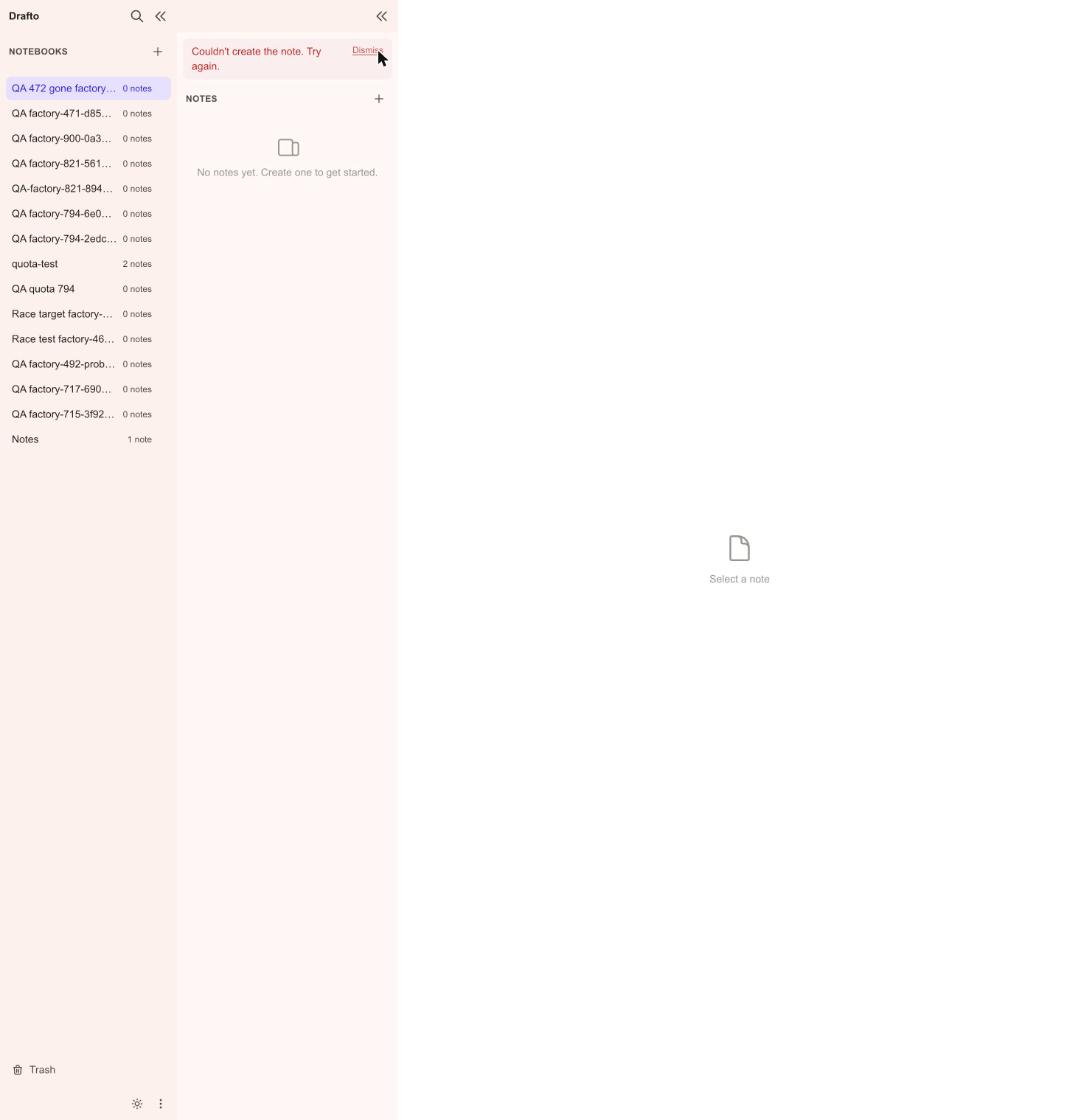 Drafto
NOTEBOOKS
QA 472 gone factory... 0 notes
QA factory-471-d85... 0 notes
QA factory-900-0a3... 0 notes
QA factory-821-561... 0 notes
QA-factory-821-894... 0 notes
QA factory-794-6e0... 0 notes
QA factory-794-2edc... 0 notes
quota-test 2 notes
QA quota 794 0 notes
Race target factory-... 0 notes
Race test factory-46... 0 notes
QA factory-492-prob... 0 notes
QA factory-717-690... 0 notes
QA factory-715-3f92... 0 notes
Notes 1 note
Trash
Couldn't create the note. Try
again.
Dismiss
NOTES
No notes yet. Create one to get started.
Select a note